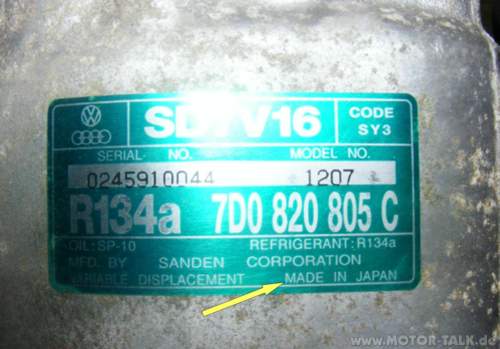 SD7V16
CODE
SY3
SERIAL NO. MODEL NO.
0245910044 1207
R134a 7D0 820 805 C
OIL:SP-10 REFRIGERANT:R134a
MFD. BY SANDEN CORPORATION
VARIABLE DISPLACEMENT MADE IN JAPAN
www.MOTOR-TALK.de